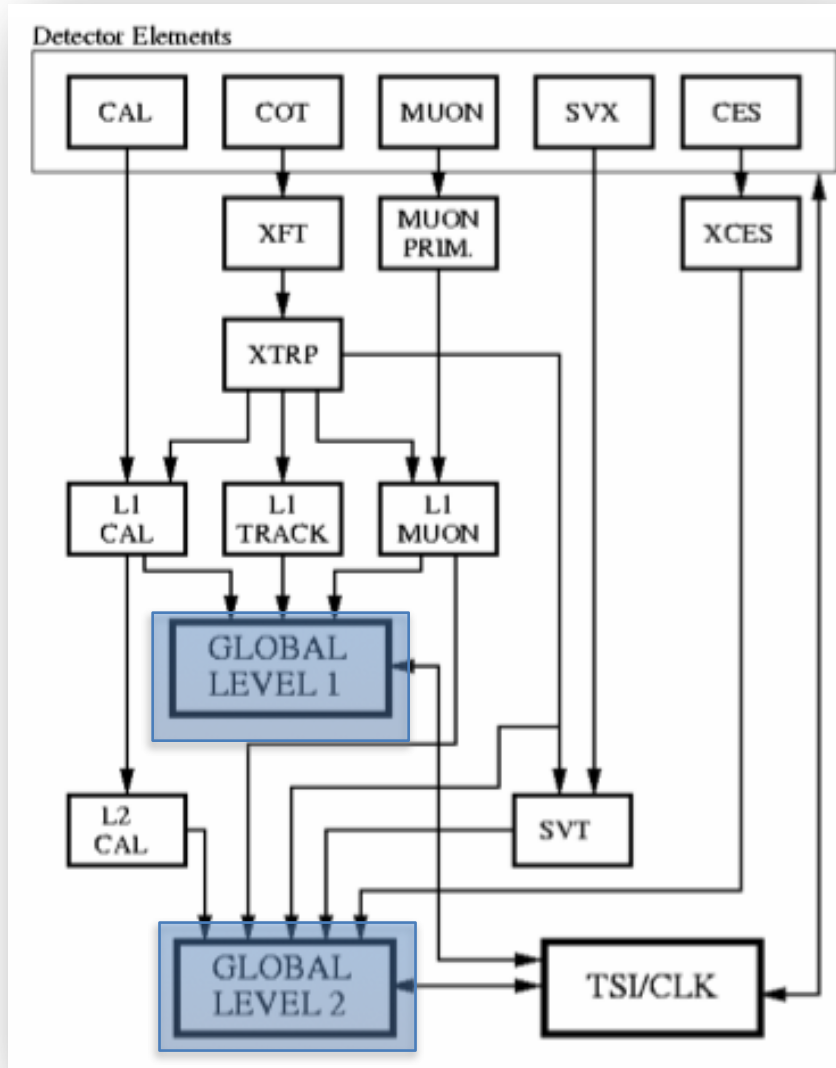 Detector Elements
CAL
COT
MUON
SVX
CES
XFT
MUON
PRIM.
XCES
XTRP
L1
CAL
L1
TRACK
L1
MUON
GLOBAL
LEVEL 1
L2
CAL
SVT
GLOBAL
LEVEL 2
TSI/CLK